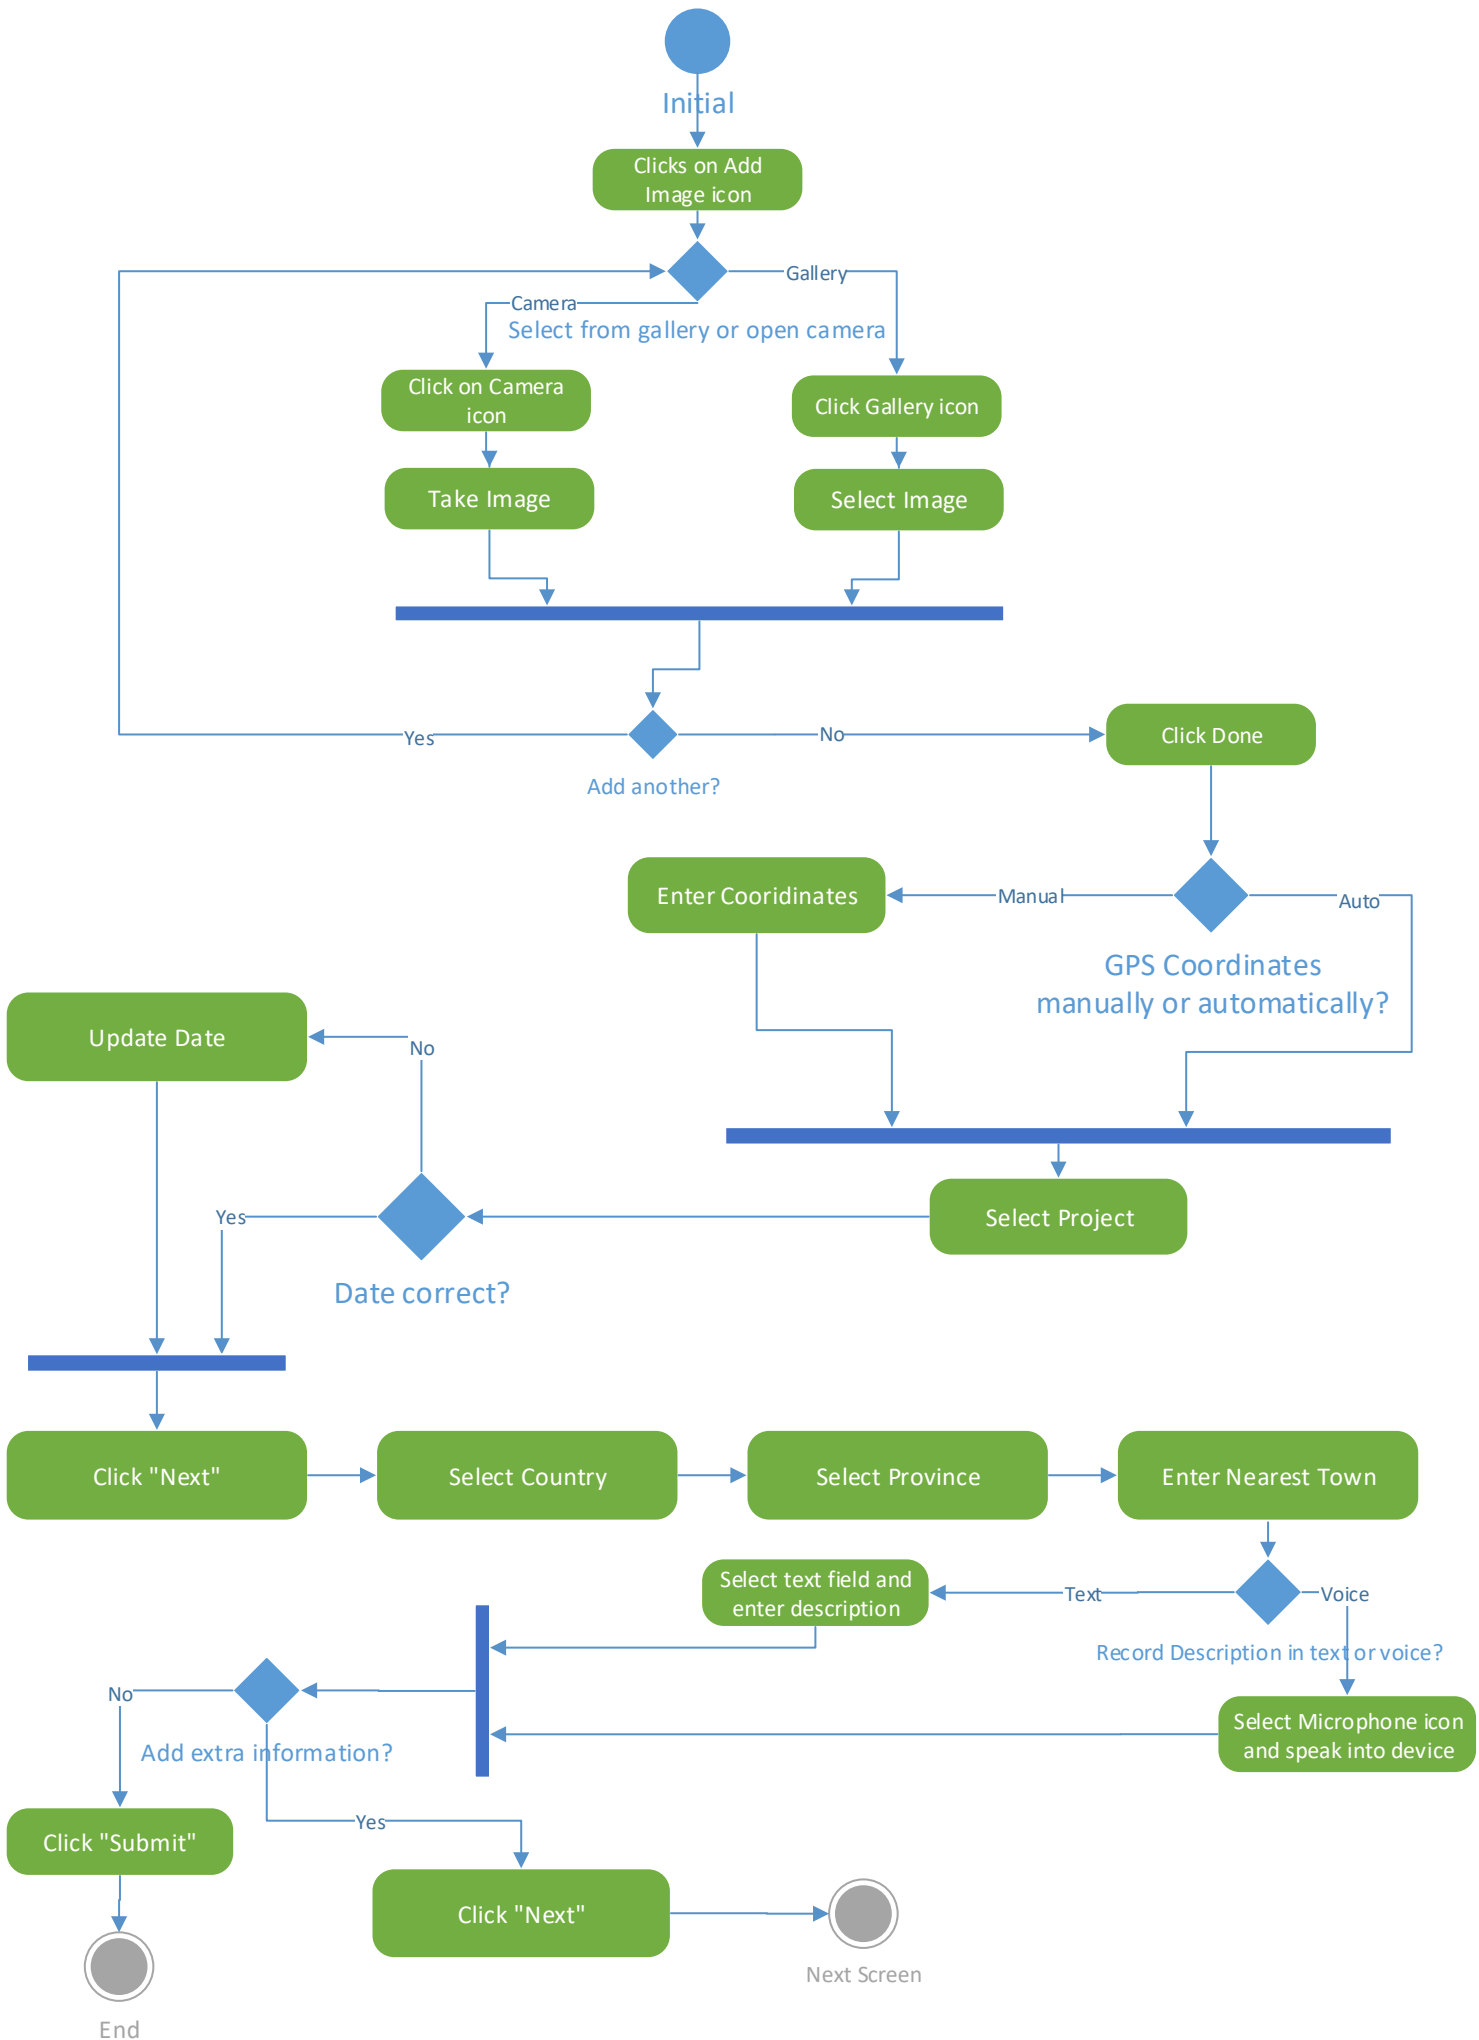 Initial
Clicks on Add
Image icon
Gallery
Camera
Select from gallery or open camera
Click on Camera
icon
Click Gallery icon
Take Image
Select Image
Yes
No
Click Done
Add another?
Enter Cooridinates
Manual
Auto
GPS Coordinates
manually or automatically?
Update Date
No
Yes
Select Project
Date correct?
Click "Next"
Select Country
Select Province
Enter Nearest Town
Select text field and
enter description
Text
Voice
Record Description in text or voice?
No
Select Microphone icon
and speak into device
Add extra information?
Yes
Click "Submit"
Click "Next"
Next Screen
End